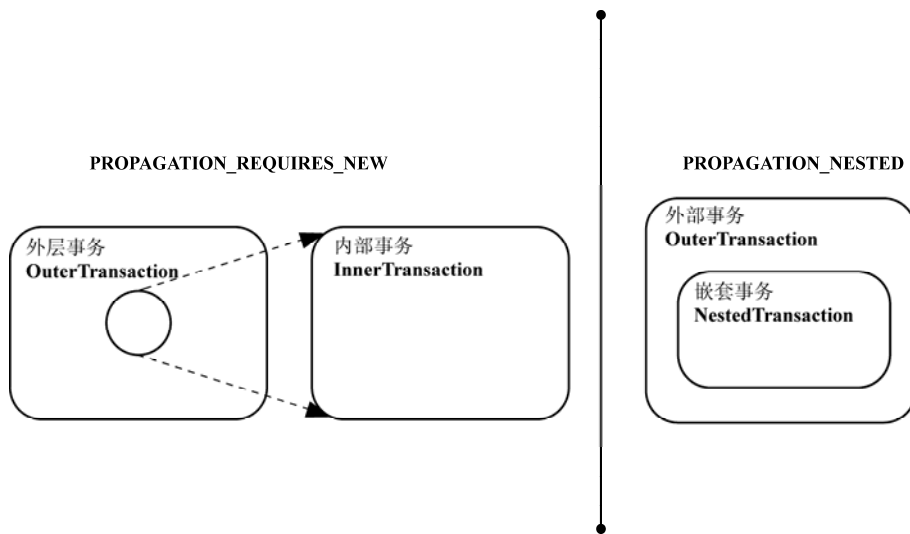 PROPAGATION_REQUIRES_NEW
外层事务
OuterTransaction
内部事务
InnerTransaction
PROPAGATION_NESTED
外部事务
OuterTransaction
嵌套事务
NestedTransaction